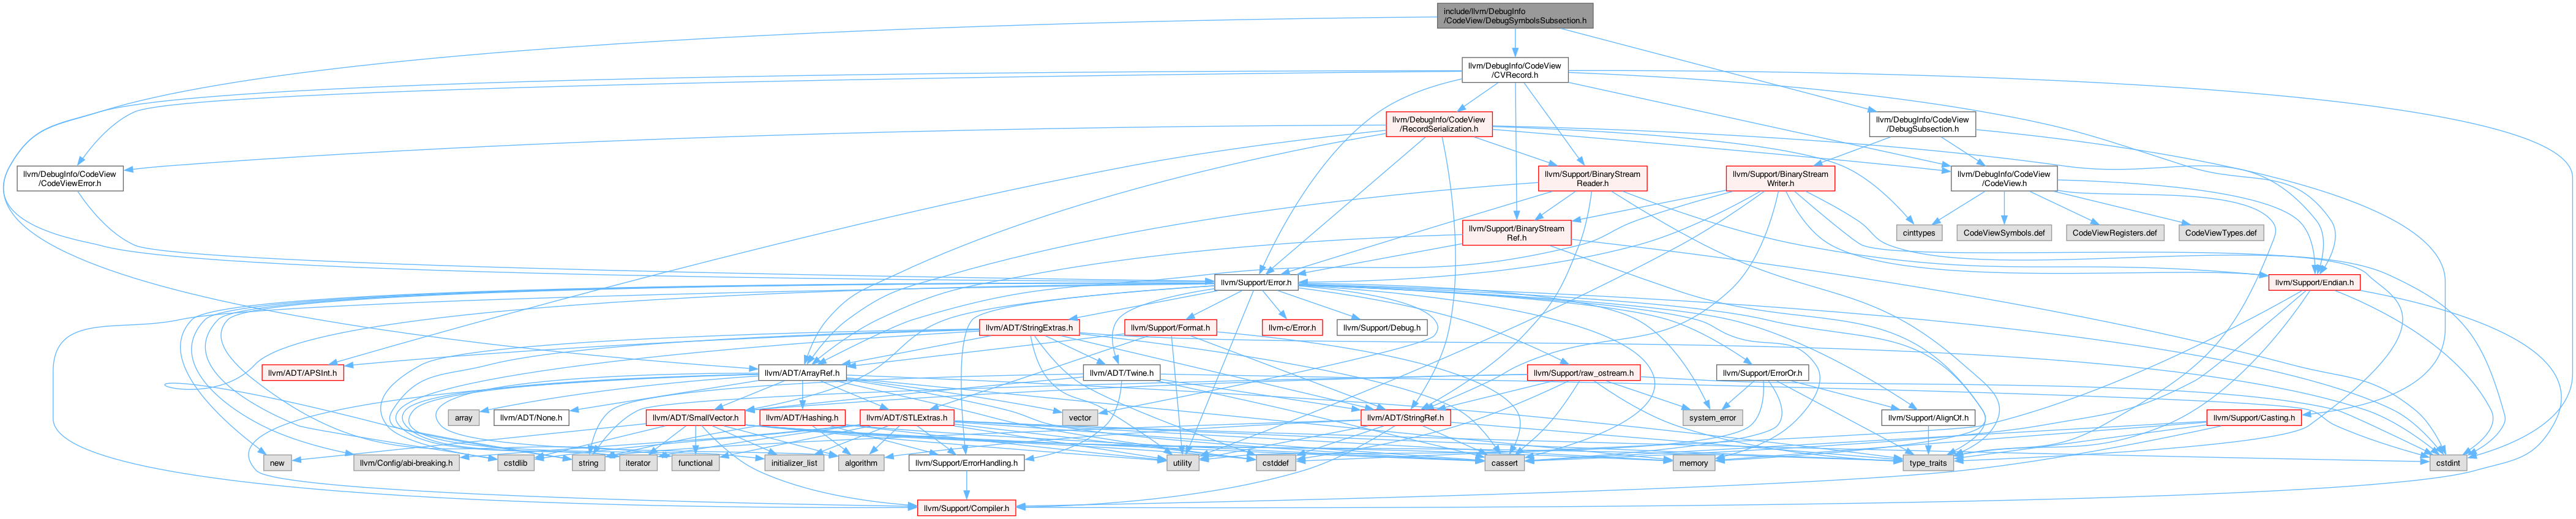 include/llvm/DebugInfo
/CodeView/DebugSymbolsSubsection.h
llvm/DebugInfo/CodeView
/CVRecord.h
llvm/DebugInfo/CodeView
/RecordSerialization.h
llvm/DebugInfo/CodeView
/DebugSubsection.h
llvm/DebugInfo/CodeView
/CodeViewError.h
llvm/Support/BinaryStream
Reader.h
llvm/Support/BinaryStream
Writer.h
llvm/DebugInfo/CodeView
/CodeView.h
llvm/Support/BinaryStream
Ref.h
cinttypes
CodeViewSymbols.def
CodeViewRegisters.def
CodeViewTypes.def
llvm/Support/Error.h
llvm/Support/Endian.h
llvm/ADT/StringExtras.h
llvm/Support/Format.h
llvm-c/Error.h
llvm/Support/Debug.h
llvm/ADT/APSInt.h
llvm/ADT/ArrayRef.h
llvm/ADT/Twine.h
llvm/Support/raw_ostream.h
llvm/Support/ErrorOr.h
array
llvm/ADT/None.h
llvm/ADT/SmallVector.h
llvm/ADT/Hashing.h
llvm/ADT/STLExtras.h
vector
llvm/ADT/StringRef.h
system_error
llvm/Support/AlignOf.h
llvm/Support/Casting.h
new
llvm/Config/abi-breaking.h
cstdlib
string
iterator
functional
initializer_list
algorithm
llvm/Support/ErrorHandling.h
utility
cstddef
cassert
memory
type_traits
cstdint
llvm/Support/Compiler.h